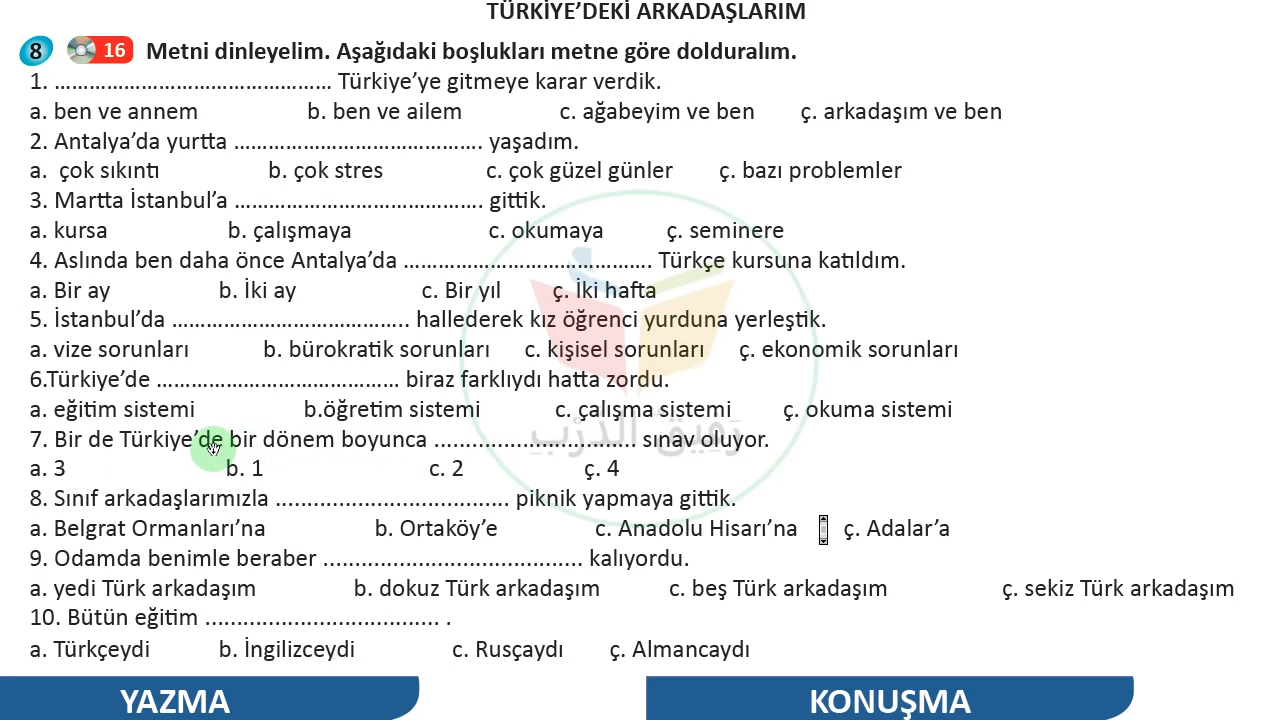 TÜRKİYE'DEKİ ARKADAŞLARIM
8 16 Metni dinleyelim. Aşağıdaki boşlukları metne göre dolduralım.
1. ………………………………………… Türkiye'ye gitmeye karar verdik.
a. ben ve annem b. ben ve ailem c. ağabeyim ve ben ç. arkadaşım ve ben
2. Antalya'da yurtta ……………………………………. yaşadım.
a. çok sıkıntı b. çok stres c. çok güzel günler ç. bazı problemler
3. Martta İstanbul'a ……………………………………. gittik.
a. kursa b. çalışmaya c. okumaya ç. seminere
4. Aslında ben daha önce Antalya'da ……………………………………. Türkçe kursuna katıldım.
a. Bir ay b. İki ay c. Bir yıl ç. İki hafta
5. İstanbul'da ………………………………….. hallederek kız öğrenci yurduna yerleştik.
a. vize sorunları b. bürokratik sorunları c. kişisel sorunları ç. ekonomik sorunları
6.Türkiye'de …………………………………… biraz farklıydı hatta zordu.
a. eğitim sistemi b.öğretim sistemi c. çalışma sistemi ç. okuma sistemi
7. Bir de Türkiye'de bir dönem boyunca .................................. sınav oluyor.
a. 3 b. 1 c. 2 ç. 4
رفيق الدرب
8. Sınıf arkadaşlarımızla ....................................... piknik yapmaya gittik.
a. Belgrat Ormanları'na b. Ortaköy'e c. Anadolu Hisarı'na ç. Adalar'a
9. Odamda benimle beraber ........................................... kalıyordu.
a. yedi Türk arkadaşım b. dokuz Türk arkadaşım c. beş Türk arkadaşım ç. sekiz Türk arkadaşım
10. Bütün eğitim ....................................... .
a. Türkçeydi b. İngilizceydi c. Rusçaydı ç. Almancaydı
YAZMA KONUŞMA